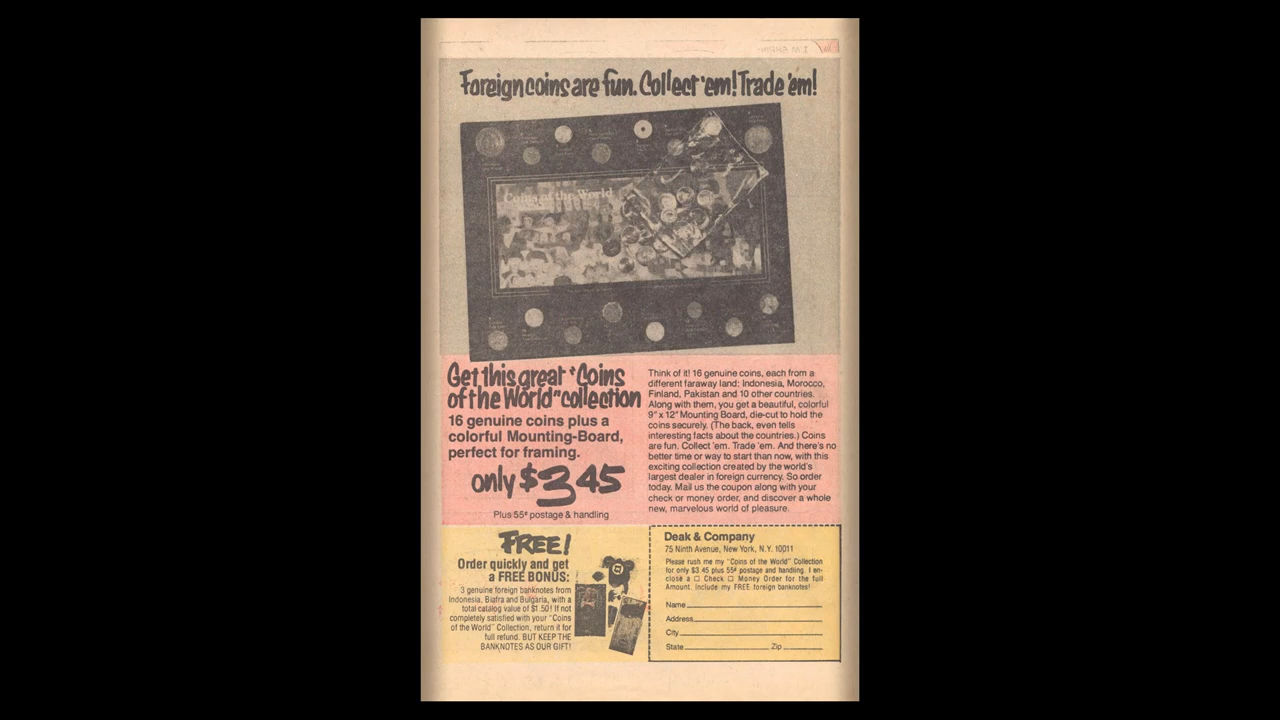 Foreign coins are fun. Collect 'em! Trade 'em!
Coins of the World
Get this great "Coins
of the World" collection
16 genuine coins plus a
colorful Mounting-Board,
perfect for framing.
only $3.45
Plus 55¢ postage & handling
Think of it! 16 genuine coins, each from a
different faraway land: Indonesia, Morocco,
Finland, Pakistan and 10 other countries.
Along with them, you get a beautiful, colorful
9" x 12" Mounting Board, die-cut to hold the
coins securely. (The back, even tells
interesting facts about the countries.) Coins
are fun. Collect 'em. Trade 'em. And there's no
better time or way to start than now, with this
exciting collection created by the world's
largest dealer in foreign currency. So order
today. Mail us the coupon along with your
check or money order, and discover a whole
new, marvelous world of pleasure.
FREE!
Order quickly and get
a FREE BONUS:
3 genuine foreign banknotes from
Indonesia, Biafra and Bulgaria, with a
total catalog value of $1.50! If not
completely satisfied with your "Coins
of the World" Collection, return it for
full refund. BUT KEEP THE
BANKNOTES AS OUR GIFT!
Deak & Company
75 Ninth Avenue, New York, N.Y. 10011
Please rush me my "Coins of the World" Collection
for only $3.45 plus 55¢ postage and handling. I en-
close a □ Check □ Money Order for the full
Amount. Include my FREE foreign banknotes!
Name
Address
City
State Zip